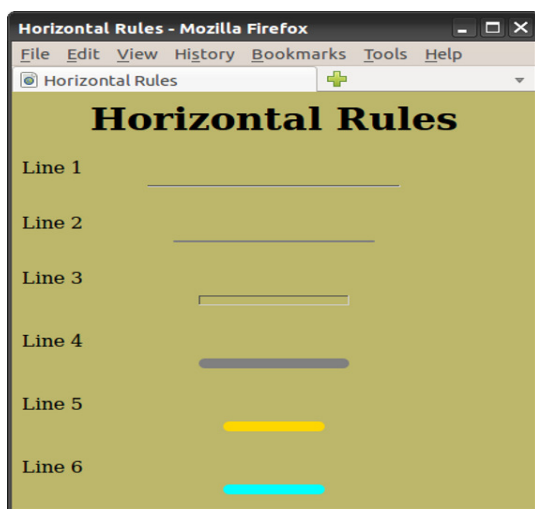 Horizontal Rules - Mozilla Firefox
File Edit View History Bookmarks Tools Help
Horizontal Rules
Horizontal Rules
Line 1
Line 2
Line 3
Line 4
Line 5
Line 6